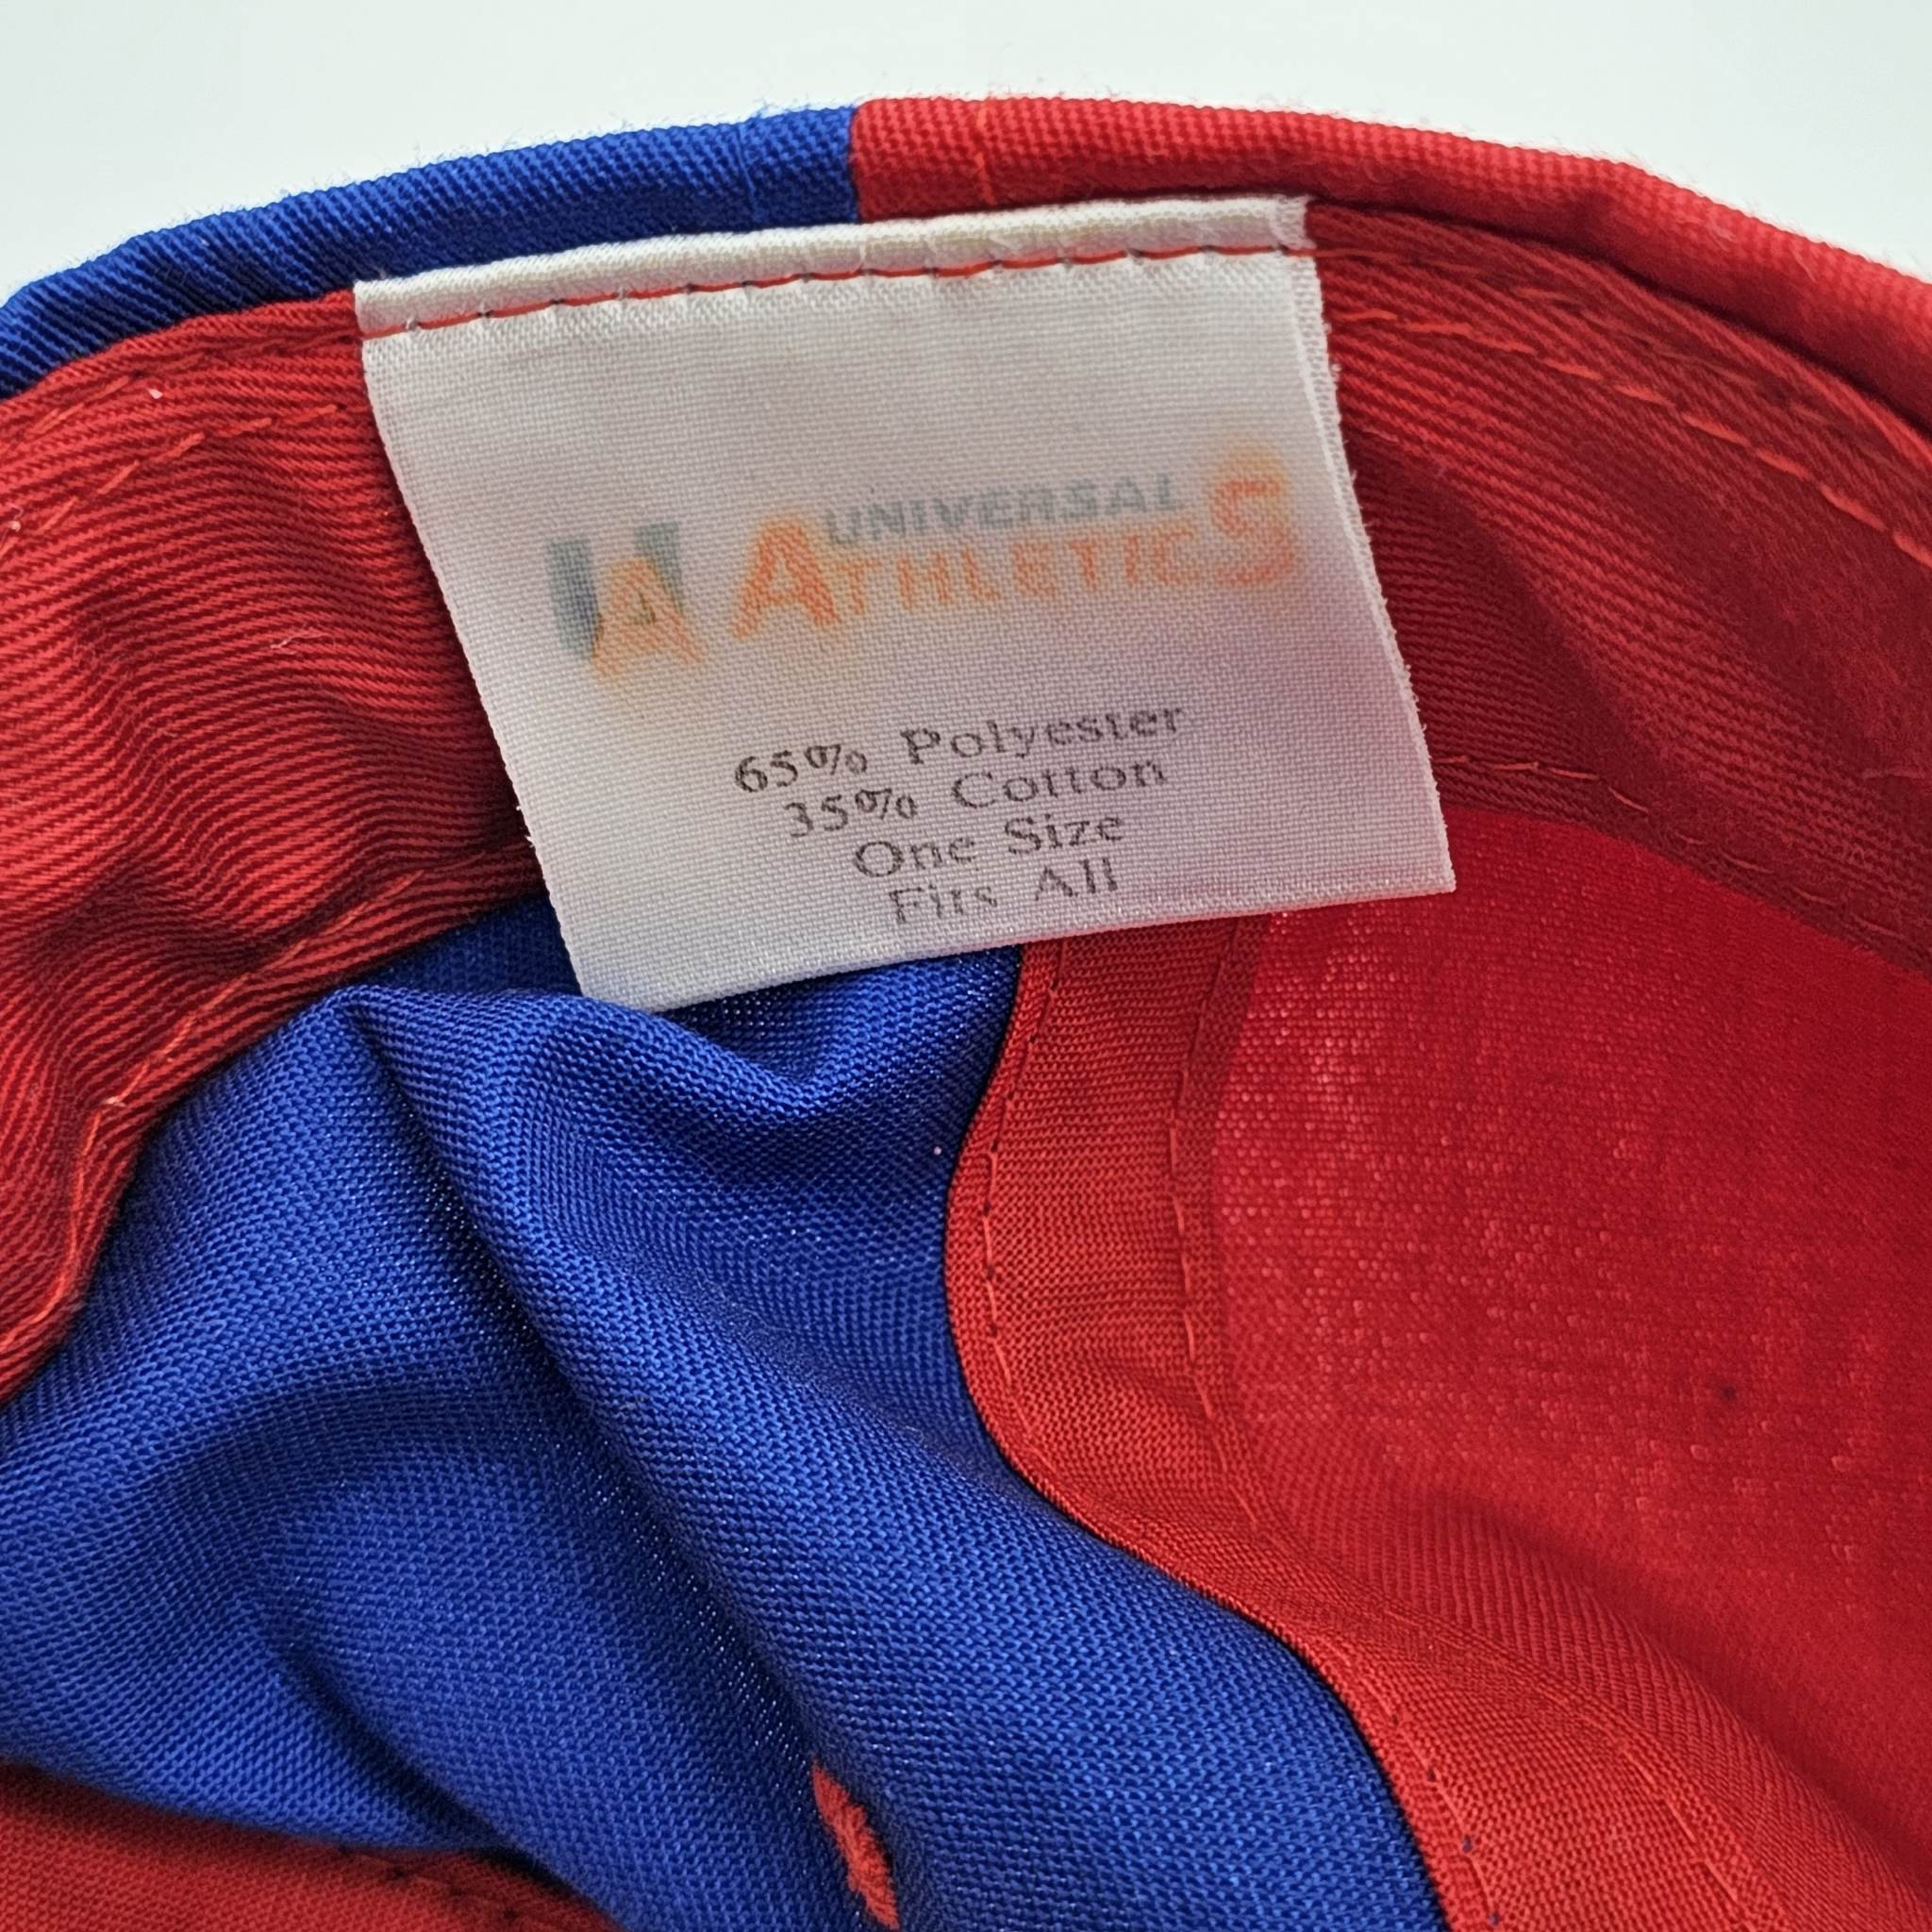 UA UNIVERSAL
ATHLETICS
65% Polyester
35% Cotton
One Size
Fits All